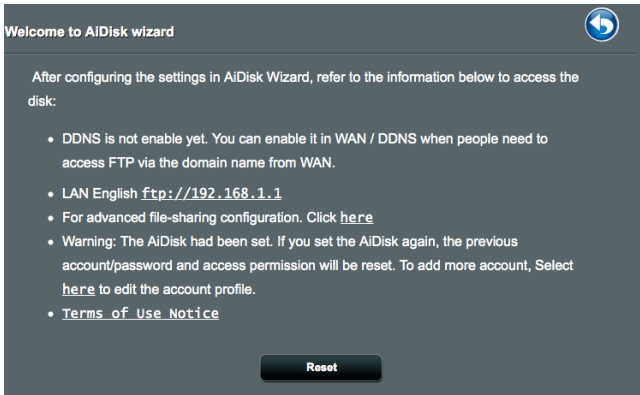 Welcome to AiDisk wizard
After configuring the settings in AiDisk Wizard, refer to the information below to access the
disk:
DDNS is not enable yet. You can enable it in WAN / DDNS when people need to
access FTP via the domain name from WAN.
LAN English ftp://192.168.1.1
For advanced file-sharing configuration. Click here
Warning: The AiDisk had been set. If you set the AiDisk again, the previous
account/password and access permission will be reset. To add more account, Select
here to edit the account profile.
Terms of Use Notice
Reset